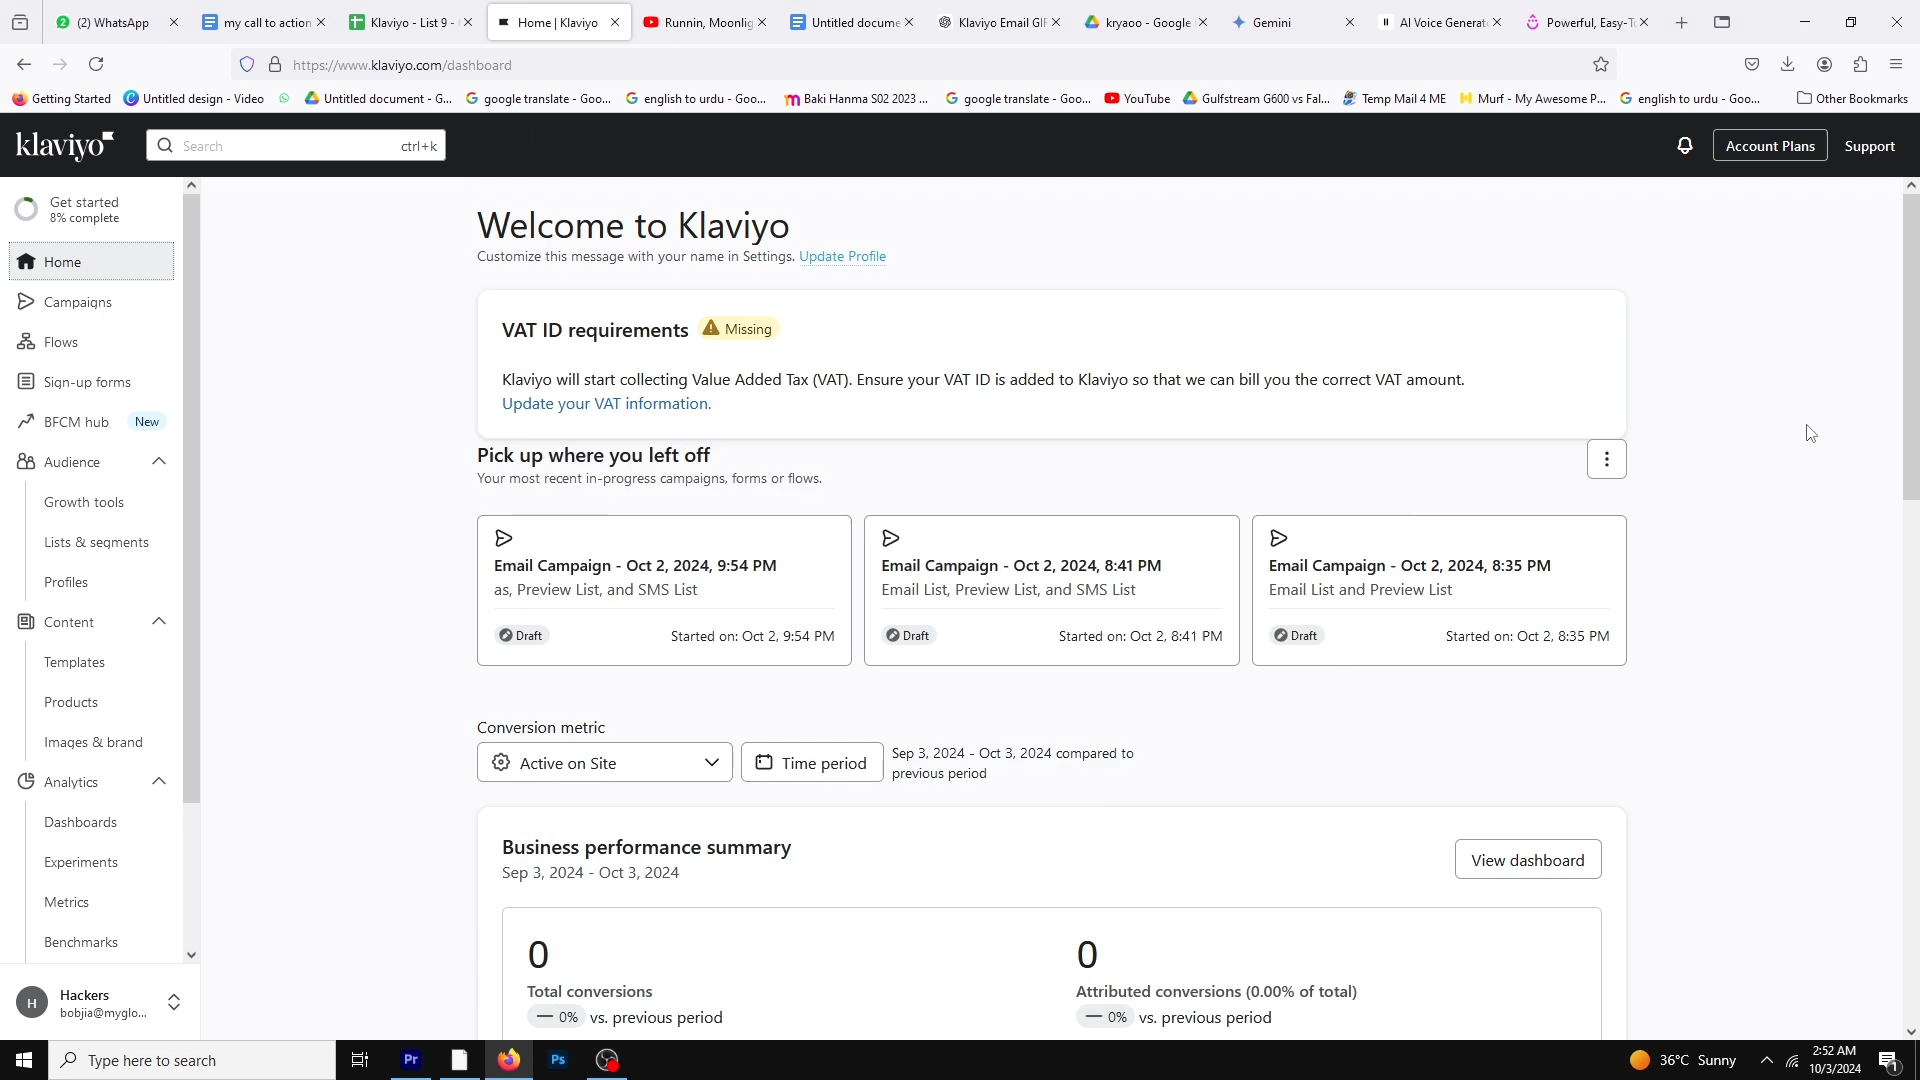 (2) WhatsApp
my call to action
Klaviyo - List 9 -
Home | Klaviyo
Runnin, Moonlig
Untitled docume
Klaviyo Email GIF
kryaoo - Google
Gemini
AI Voice Generat
Powerful, Easy-T
https://www.klaviyo.com/dashboard
Getting Started
Untitled design - Video
Untitled document - G...
google translate - Goo...
english to urdu - Goo...
Baki Hanma S02 2023 ...
google translate - Goo...
YouTube
Gulfstream G600 vs Fal...
Temp Mail 4 ME
Murf - My Awesome P...
english to urdu - Goo...
Other Bookmarks
klaviyo
Search
ctrl+k
Account Plans
Support
Get started
8% complete
Home
Campaigns
Flows
Sign-up forms
BFCM hub New
Audience
Growth tools
Lists & segments
Profiles
Content
Templates
Products
Images & brand
Analytics
Dashboards
Experiments
Metrics
Benchmarks
H
Hackers
bobjia@myglo...
Welcome to Klaviyo
Customize this message with your name in Settings. Update Profile
VAT ID requirements Missing
Klaviyo will start collecting Value Added Tax (VAT). Ensure your VAT ID is added to Klaviyo so that we can bill you the correct VAT amount.
Update your VAT information.
Pick up where you left off
Your most recent in-progress campaigns, forms or flows.
Email Campaign - Oct 2, 2024, 9:54 PM
as, Preview List, and SMS List
Draft
Started on: Oct 2, 9:54 PM
Email Campaign - Oct 2, 2024, 8:41 PM
Email List, Preview List, and SMS List
Draft
Started on: Oct 2, 8:41 PM
Email Campaign - Oct 2, 2024, 8:35 PM
Email List and Preview List
Draft
Started on: Oct 2, 8:35 PM
Conversion metric
Active on Site
Time period
Sep 3, 2024 - Oct 3, 2024 compared to
previous period
Business performance summary
Sep 3, 2024 - Oct 3, 2024
View dashboard
0
Total conversions
0% vs. previous period
0
Attributed conversions (0.00% of total)
0% vs. previous period
Type here to search
Pr
Ps
36°C Sunny
2:52 AM
10/3/2024
1